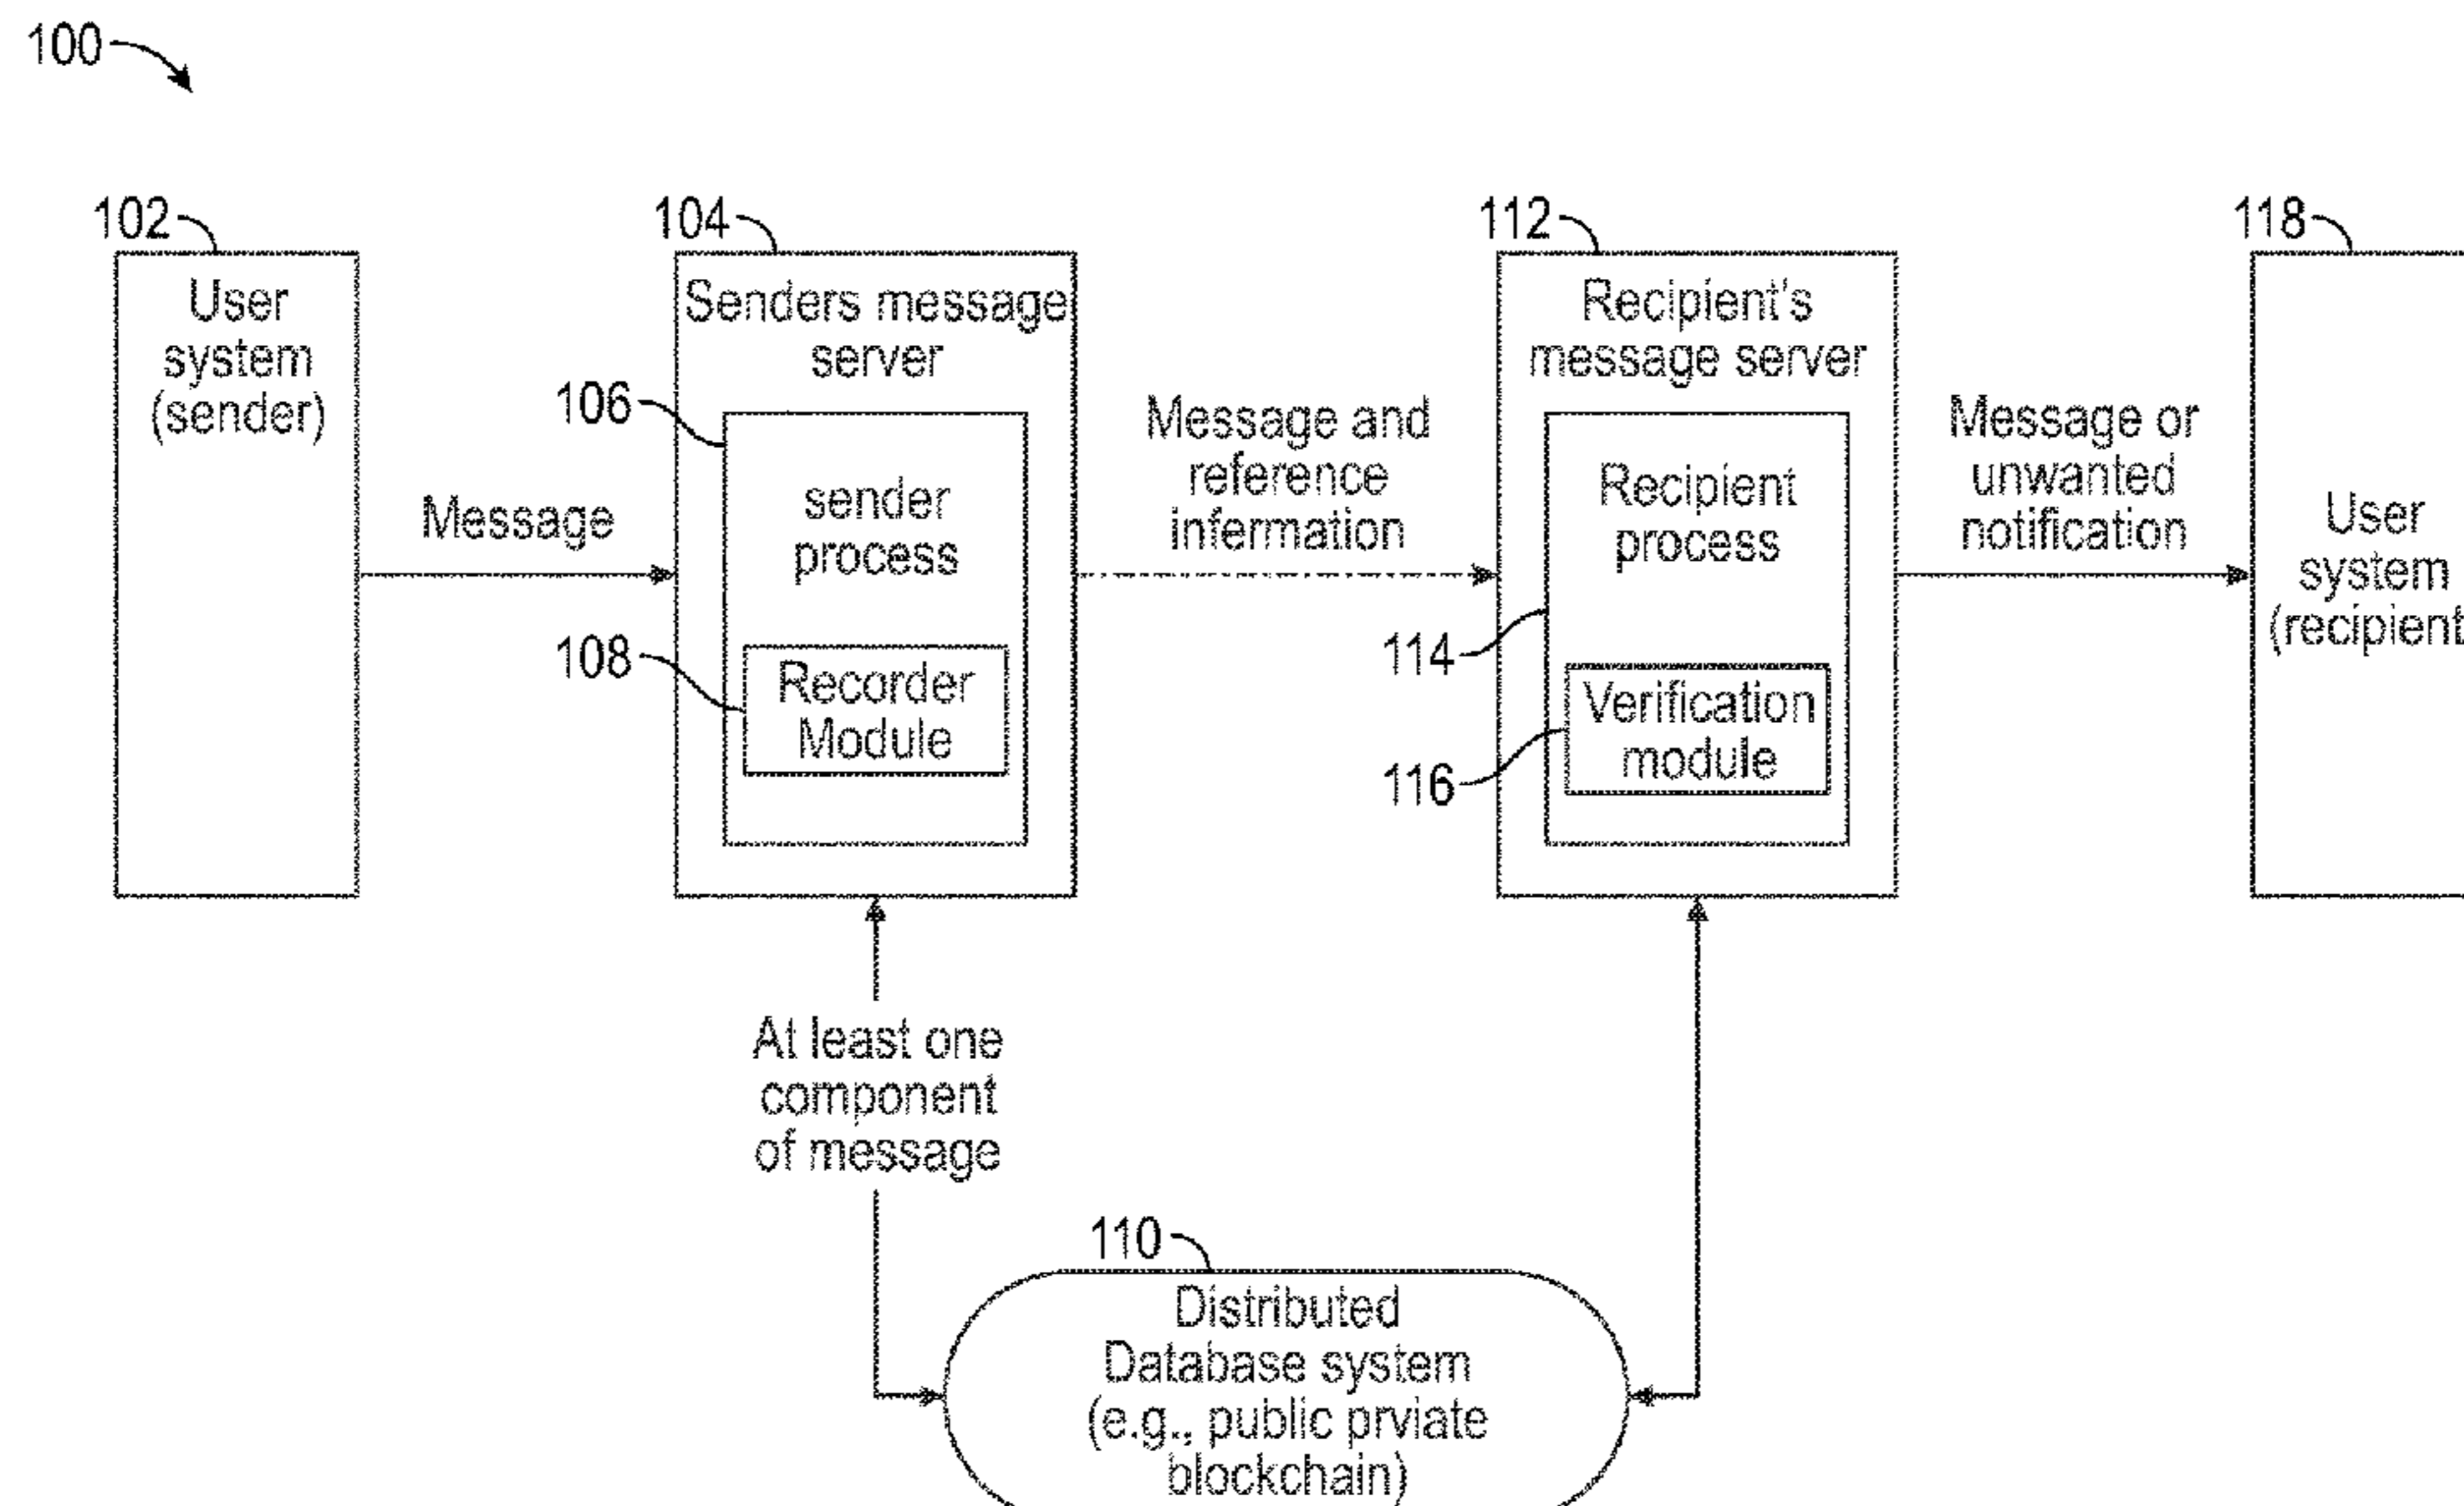 100
102
User
system
(sender)
Message
104
Senders message
server
106
sender
process
108
Recorder
Module
Message and
reference
infermation
112
Recipient's
message server
114
Recipient
process
116
Verification
module
Message or
unwanted
notification
118
User
system
(recipient
At least one
component
of message
110
Distributed
Database system
(e.g., public prviate
blockchain)